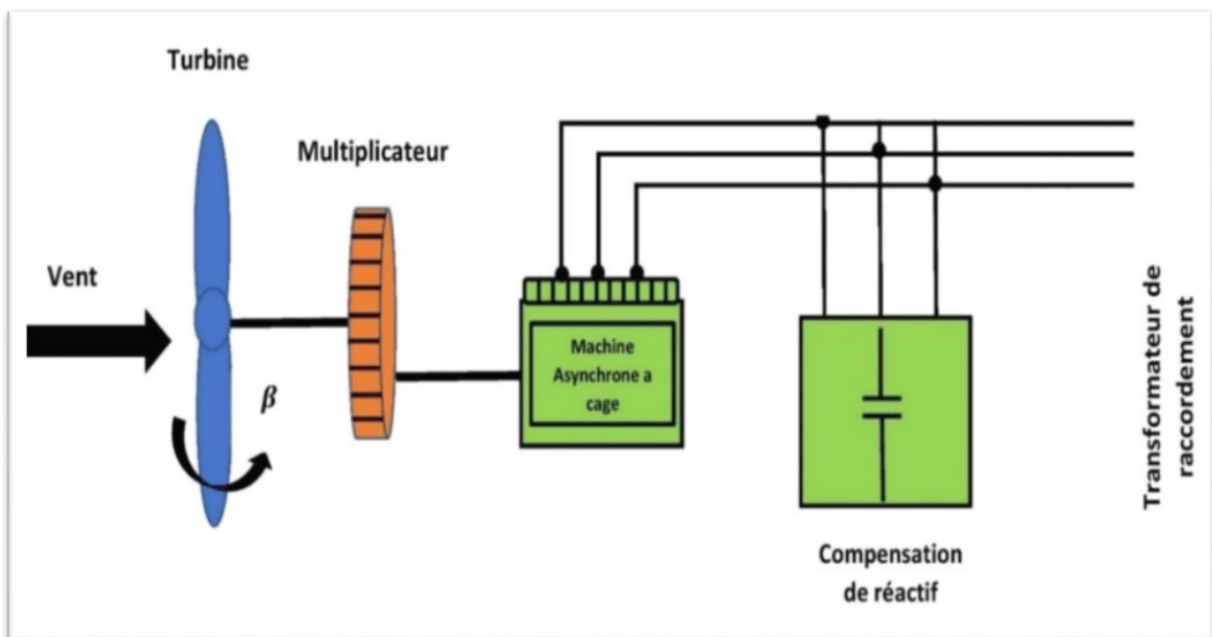 Turbine
Multiplicateur
Vent
β
Machine
Asynchrone a
cage
Compensation
de réactif
Transformateur de
raccordement